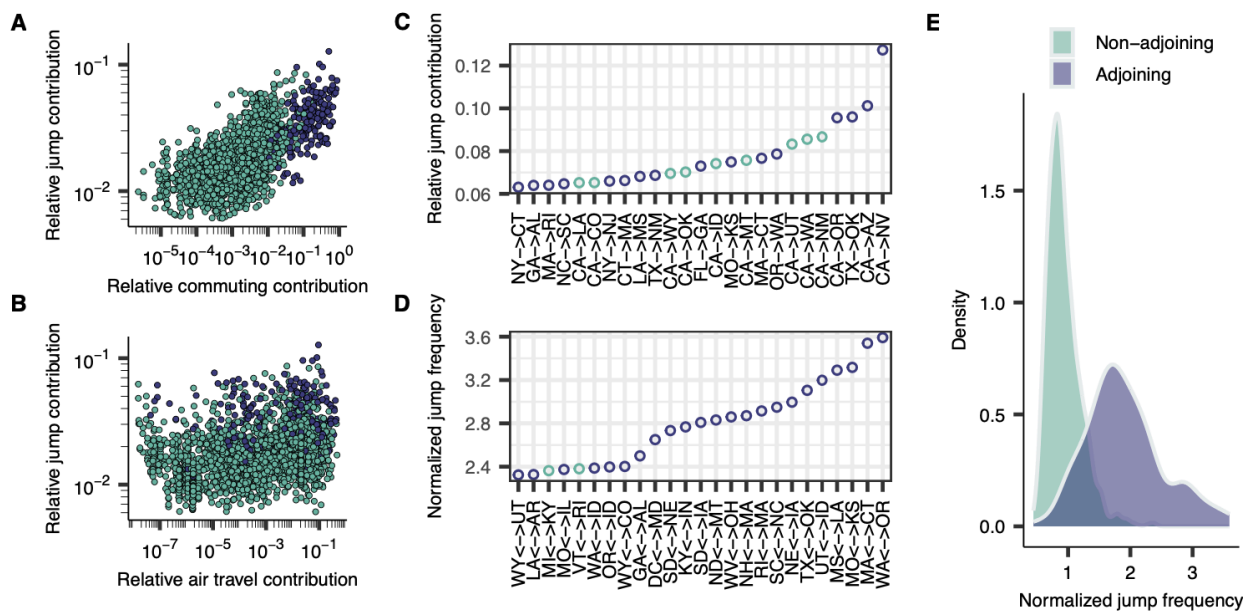 A
Relative jump contribution
10⁻¹
10⁻²
10⁻⁵ 10⁻⁴ 10⁻³ 10⁻² 10⁻¹ 10⁰
Relative commuting contribution
B
Relative jump contribution
10⁻¹
10⁻²
10⁻⁷ 10⁻⁵ 10⁻³ 10⁻¹
Relative air travel contribution
C
Relative jump contribution
0.12
0.10
0.08
0.06
NY->CT
GA->AL
MA->RI
NC->SC
CA->LA
CA->CO
NY->NJ
CT->MA
LA->MS
TX->NM
CA->WY
CA->OK
FL->GA
CA->ID
MO->KS
CA->MT
MA->CT
OR->WA
CA->UT
CA->WA
CA->NM
CA->OR
TX->OK
CA->AZ
CA->NV
D
Normalized jump frequency
3.6
3.2
2.8
2.4
WY<->UT
LA<->AR
MI<->KY
MO<->IL
VT<->RI
WA<->ID
OR<->ID
WY<->CO
GA<->AL
DC<->MD
SD<->NE
KY<->IN
SD<->IA
ND<->MT
WV<->OH
NH<->MA
RI<->MA
SC<->NC
NE<->IA
TX<->OK
UT<->ID
MS<->LA
MO<->KS
MA<->CT
WA<->OR
E
Non-adjoining
Adjoining
Density
1.5
1.0
0.5
0.0
1 2 3
Normalized jump frequency